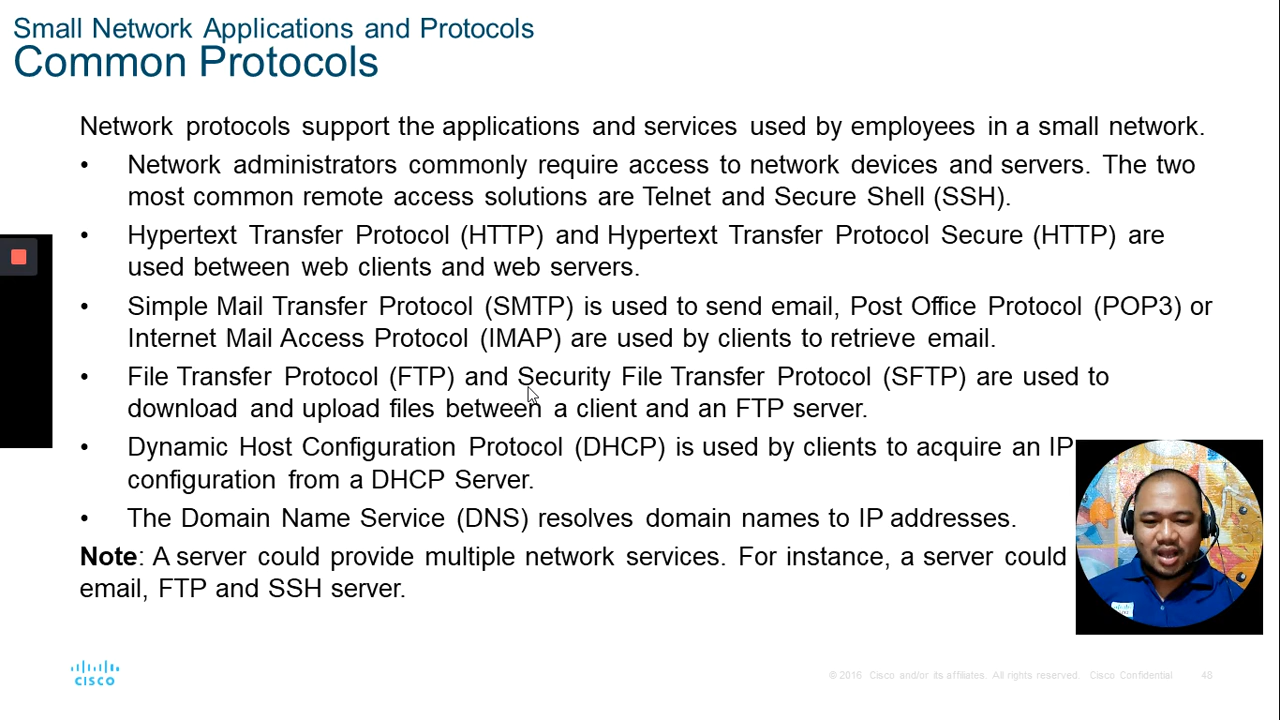 Small Network Applications and Protocols
Common Protocols
Network protocols support the applications and services used by employees in a small network.
• Network administrators commonly require access to network devices and servers. The two
most common remote access solutions are Telnet and Secure Shell (SSH).
• Hypertext Transfer Protocol (HTTP) and Hypertext Transfer Protocol Secure (HTTP) are
used between web clients and web servers.
• Simple Mail Transfer Protocol (SMTP) is used to send email, Post Office Protocol (POP3) or
Internet Mail Access Protocol (IMAP) are used by clients to retrieve email.
• File Transfer Protocol (FTP) and Security File Transfer Protocol (SFTP) are used to
download and upload files between a client and an FTP server.
• Dynamic Host Configuration Protocol (DHCP) is used by clients to acquire an IP
configuration from a DHCP Server.
• The Domain Name Service (DNS) resolves domain names to IP addresses.
Note: A server could provide multiple network services. For instance, a server could
email, FTP and SSH server.
CISCO
© 2016 Cisco and/or its affiliates. All rights reserved. Cisco Confidential 48